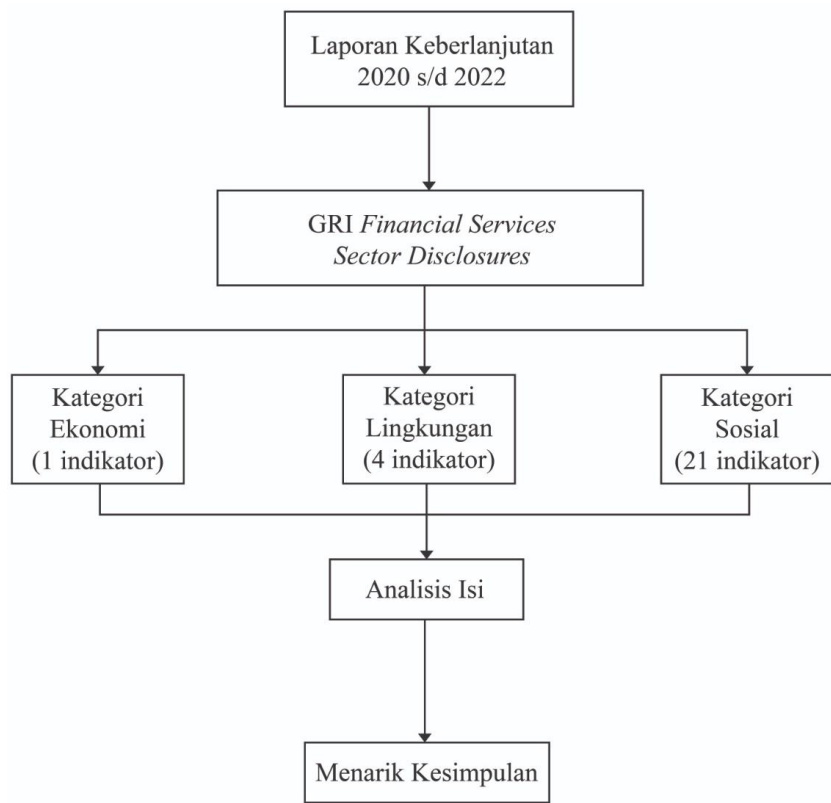 Laporan Keberlanjutan
2020 s/d 2022
GRI Financial Services
Sector Disclosures
Kategori
Ekonomi
(1 indikator)
Kategori
Lingkungan
(4 indikator)
Kategori
Sosial
(21 indikator)
Analisis Isi
Menarik Kesimpulan